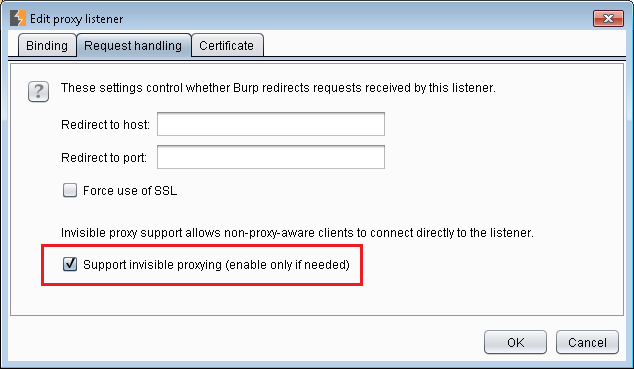 Edit proxy listener
Binding
Request handling
Certificate
?
These settings control whether Burp redirects requests received by this listener.
Redirect to host:
Redirect to port:
Force use of SSL
Invisible proxy support allows non-proxy-aware clients to connect directly to the listener.
Support invisible proxying (enable only if needed)
OK
Cancel